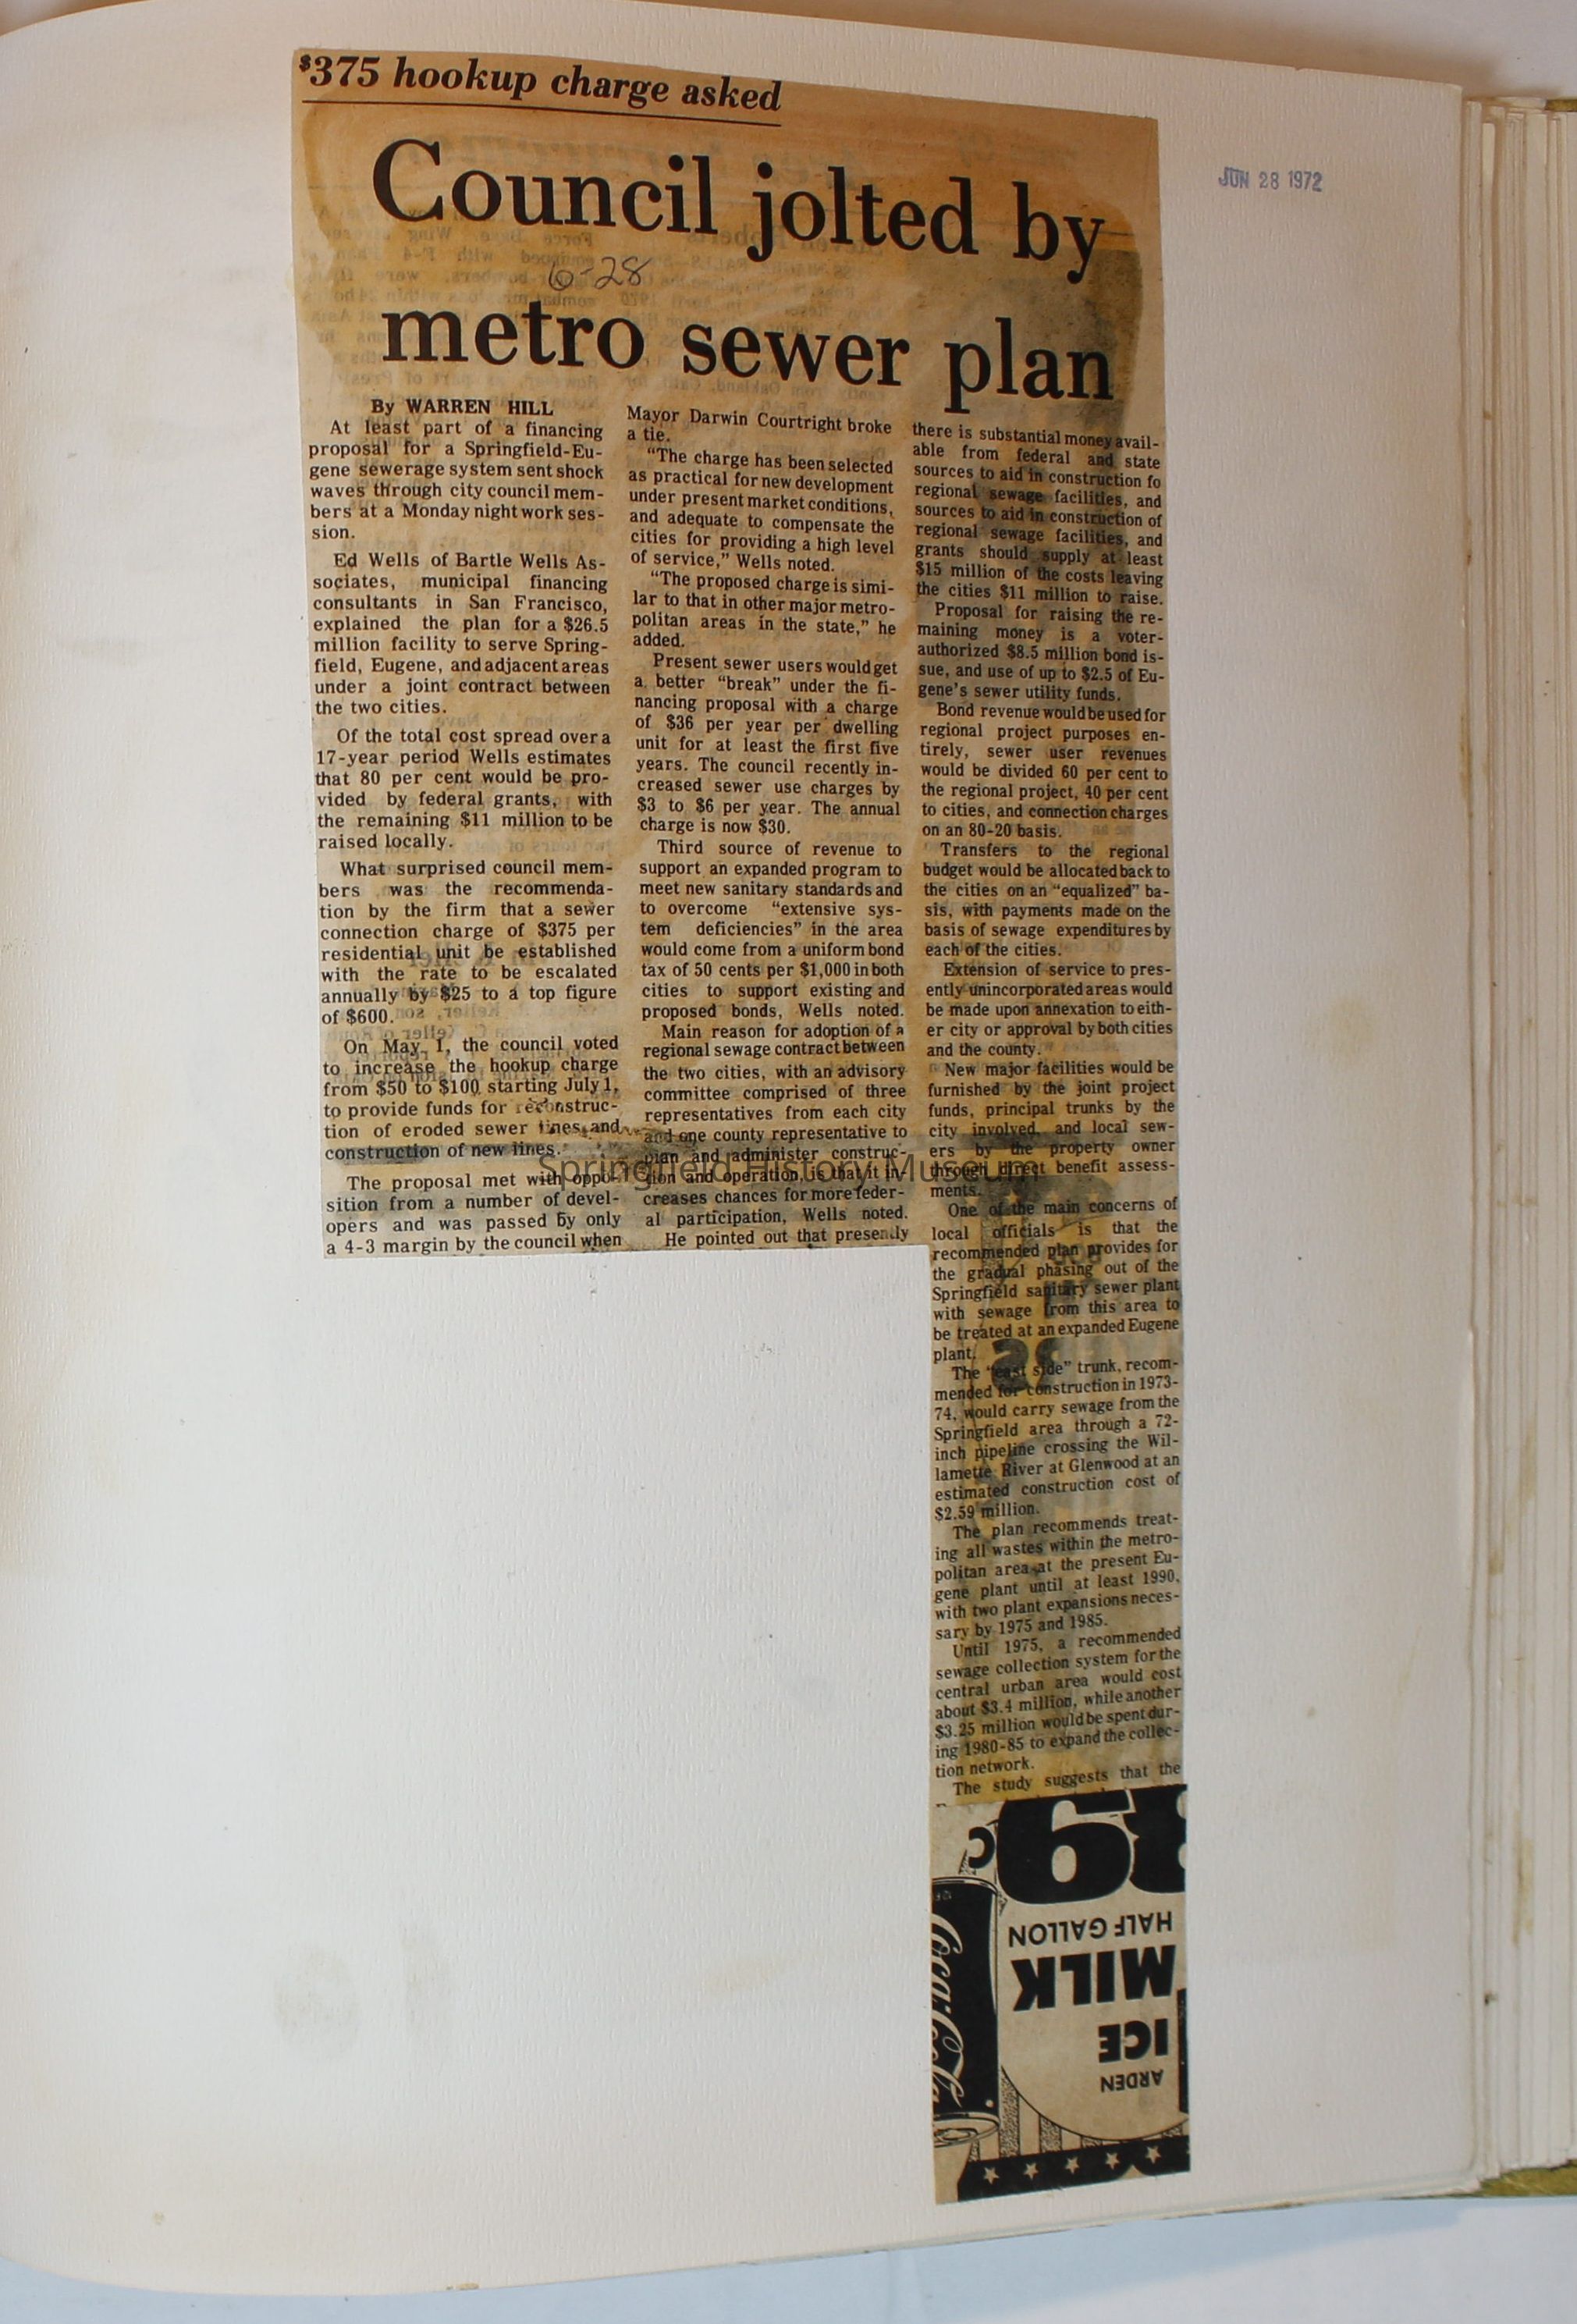 $375 hookup charge asked
JUN 28 1972
Council jolted by
6-28
metro sewer plan
By WARREN HILL
At least part of a financing
proposal for a Springfield-Eu-
gene sewerage system sent shock
waves through city council mem-
bers at a Monday night work ses-
sion.
Ed Wells of Bartle Wells As-
sociates, municipal financing
consultants in San Francisco,
explained the plan for a $26.5
million facility to serve Spring-
field, Eugene, and adjacent areas
under a joint contract between
the two cities.
Of the total cost spread over a
17-year period Wells estimates
that 80 per cent would be pro-
vided by federal grants, with
the remaining $11 million to be
raised locally.
What surprised council mem-
bers was the recommenda-
tion by the firm that a sewer
connection charge of $375 per
residential unit be established
with the rate to be escalated
annually by $25 to a top figure
of $600.
On May 1, the council voted
to increase the hookup charge
from $50 to $100 starting July 1,
to provide funds for reconstruc-
tion of eroded sewer lines and
construction of new lines.
The proposal met with oppo-
sition from a number of devel-
opers and was passed by only
a 4-3 margin by the council when
Mayor Darwin Courtright broke
a tie.
"The charge has been selected
as practical for new development
under present market conditions,
and adequate to compensate the
cities for providing a high level
of service," Wells noted.
"The proposed charge is simi-
lar to that in other major metro-
politan areas in the state," he
added.
Present sewer users would get
a better "break" under the fi-
nancing proposal with a charge
of $36 per year per dwelling
unit for at least the first five
years. The council recently in-
creased sewer use charges by
$3 to $6 per year. The annual
charge is now $30.
Third source of revenue to
support an expanded program to
meet new sanitary standards and
to overcome "extensive sys-
tem deficiencies" in the area
would come from a uniform bond
tax of 50 cents per $1,000 in both
cities to support existing and
proposed bonds, Wells noted.
Main reason for adoption of a
regional sewage contract between
the two cities, with an advisory
committee comprised of three
representatives from each city
and one county representative to
plan and administer construc-
tion and operation, is that it in-
creases chances for more feder-
al participation, Wells noted.
He pointed out that presently
there is substantial money avail-
able from federal and state
sources to aid in construction fo
regional sewage facilities, and
sources to aid in construction of
regional sewage facilities, and
grants should supply at least
$15 million of the costs leaving
the cities $11 million to raise.
Proposal for raising the re-
maining money is a voter-
authorized $8.5 million bond is-
sue, and use of up to $2.5 of Eu-
gene's sewer utility funds.
Bond revenue would be used for
regional project purposes en-
tirely, sewer user revenues
would be divided 60 per cent to
the regional project, 40 per cent
to cities, and connection charges
on an 80-20 basis.
Transfers to the regional
budget would be allocated back to
the cities on an "equalized" ba-
sis, with payments made on the
basis of sewage expenditures by
each of the cities.
Extension of service to pres-
ently unincorporated areas would
be made upon annexation to eith-
er city or approval by both cities
and the county.
New major facilities would be
furnished by the joint project
funds, principal trunks by the
city involved, and local sew-
ers by the property owner
through direct benefit assess-
ments.
One of the main concerns of
local officials is that the
recommended plan provides for
the gradual phasing out of the
Springfield sanitary sewer plant
with sewage from this area to
be treated at an expanded Eugene
plant.
The "east side" trunk, recom-
mended for construction in 1973-
74, would carry sewage from the
Springfield area through a 72-
inch pipeline crossing the Wil-
lamette River at Glenwood at an
estimated construction cost of
$2.59 million.
The plan recommends treat-
ing all wastes within the metro-
politan area at the present Eu-
gene plant until at least 1990,
with two plant expansions neces-
sary by 1975 and 1985.
Until 1975, a recommended
sewage collection system for the
central urban area would cost
about $3.4 million, while another
$3.25 million would be spent dur-
ing 1980-85 to expand the collec-
tion network.
The study suggests that the
Springfield History Museum
ARDEN
ICE
MILK
HALF GALLON
Coca-Cola